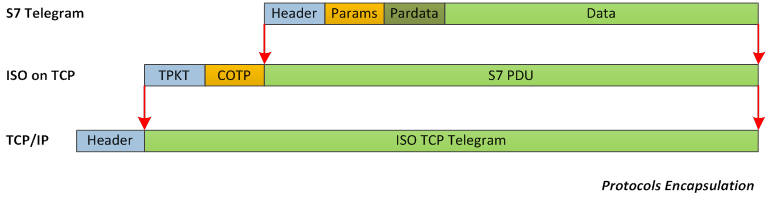 S7 Telegram Header Params Pardata Data
ISO on TCP TPKT COTP S7 PDU
TCP/IP Header ISO TCP Telegram
Protocols Encapsulation